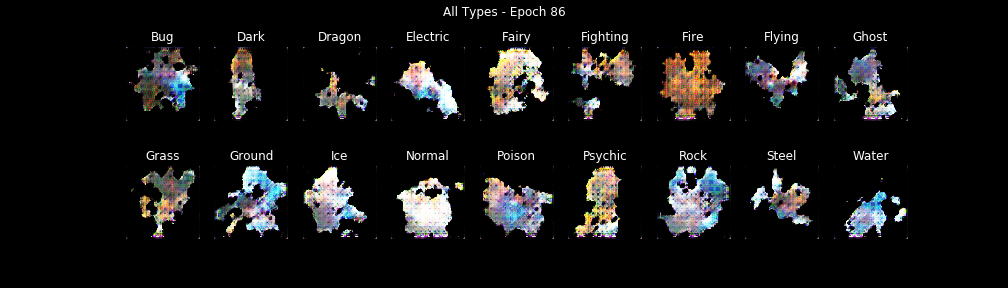 All Types - Epoch 86
Bug Dark Dragon Electric Fairy Fighting Fire Flying Ghost
Grass Ground Ice Normal Poison Psychic Rock Steel Water